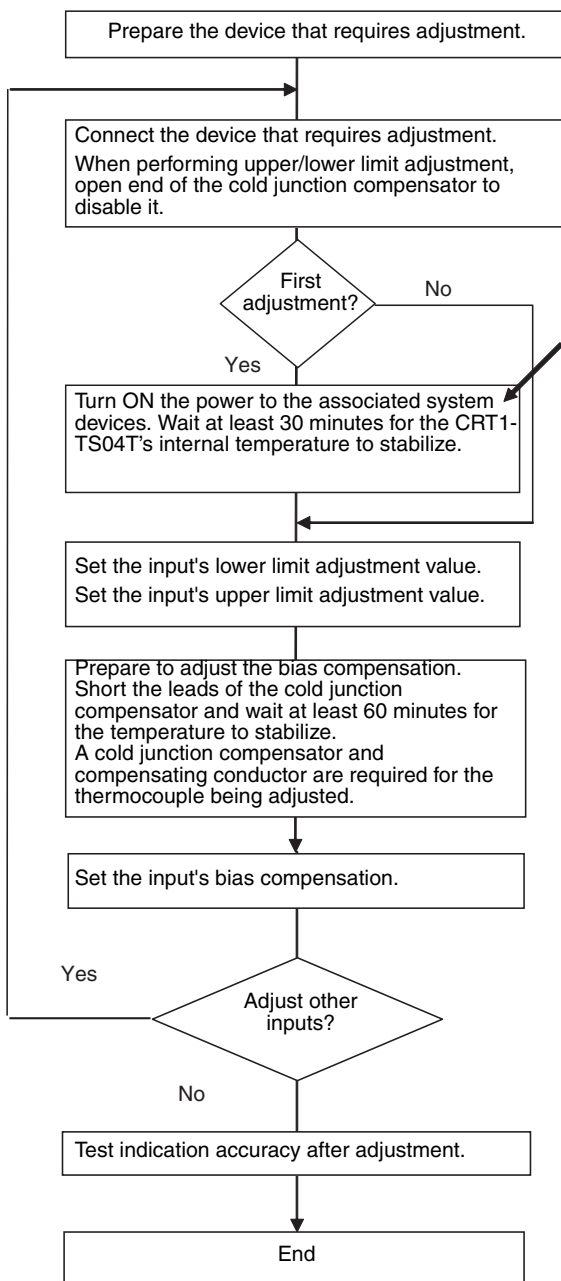 Prepare the device that requires adjustment.
Connect the device that requires adjustment.
When performing upper/lower limit adjustment,
open end of the cold junction compensator to
disable it.
First
adjustment?
No
Yes
Turn ON the power to the associated system
devices. Wait at least 30 minutes for the CRT1-
TS04T's internal temperature to stabilize.
Set the input's lower limit adjustment value.
Set the input's upper limit adjustment value.
Prepare to adjust the bias compensation.
Short the leads of the cold junction
compensator and wait at least 60 minutes for
the temperature to stabilize.
A cold junction compensator and
compensating conductor are required for the
thermocouple being adjusted.
Set the input's bias compensation.
Yes
Adjust other
inputs?
No
Test indication accuracy after adjustment.
End